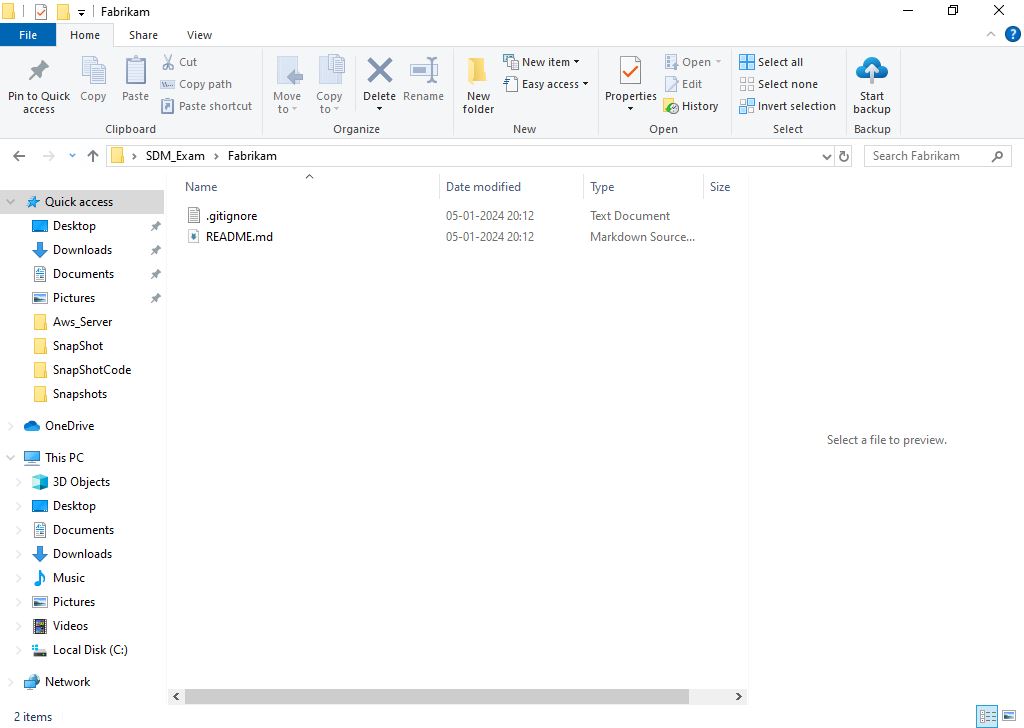 Fabrikam
File Home Share View
Pin to Quick access
Copy
Paste
Cut
Copy path
Paste shortcut
Clipboard
Move to
Copy to
Delete
Rename
Organize
New folder
New item
Easy access
New
Properties
Open
Edit
History
Open
Select all
Select none
Invert selection
Select
Start backup
Backup
SDM_Exam Fabrikam
Search Fabrikam
Name Date modified Type Size
.gitignore 05-01-2024 20:12 Text Document
README.md 05-01-2024 20:12 Markdown Source...
Quick access
Desktop
Downloads
Documents
Pictures
Aws_Server
SnapShot
SnapShotCode
Snapshots
OneDrive
This PC
3D Objects
Desktop
Documents
Downloads
Music
Pictures
Videos
Local Disk (C:)
Network
Select a file to preview.
2 items